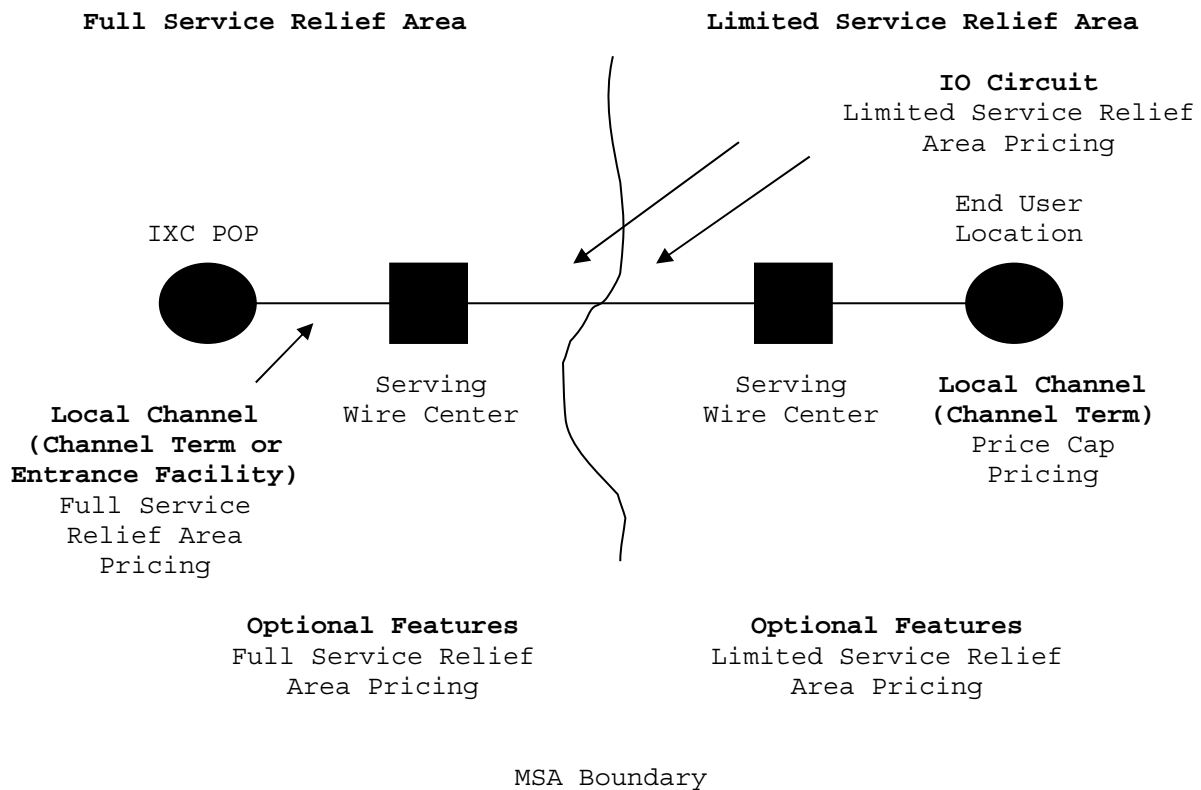 Full Service Relief Area
Limited Service Relief Area
IO Circuit
Limited Service Relief
Area Pricing
IXC POP
End User
Location
Serving
Wire Center
Serving
Wire Center
Local Channel
(Channel Term)
Price Cap
Pricing
Local Channel
(Channel Term or
Entrance Facility)
Full Service
Relief Area
Pricing
Optional Features
Full Service Relief
Area Pricing
Optional Features
Limited Service Relief
Area Pricing
MSA Boundary